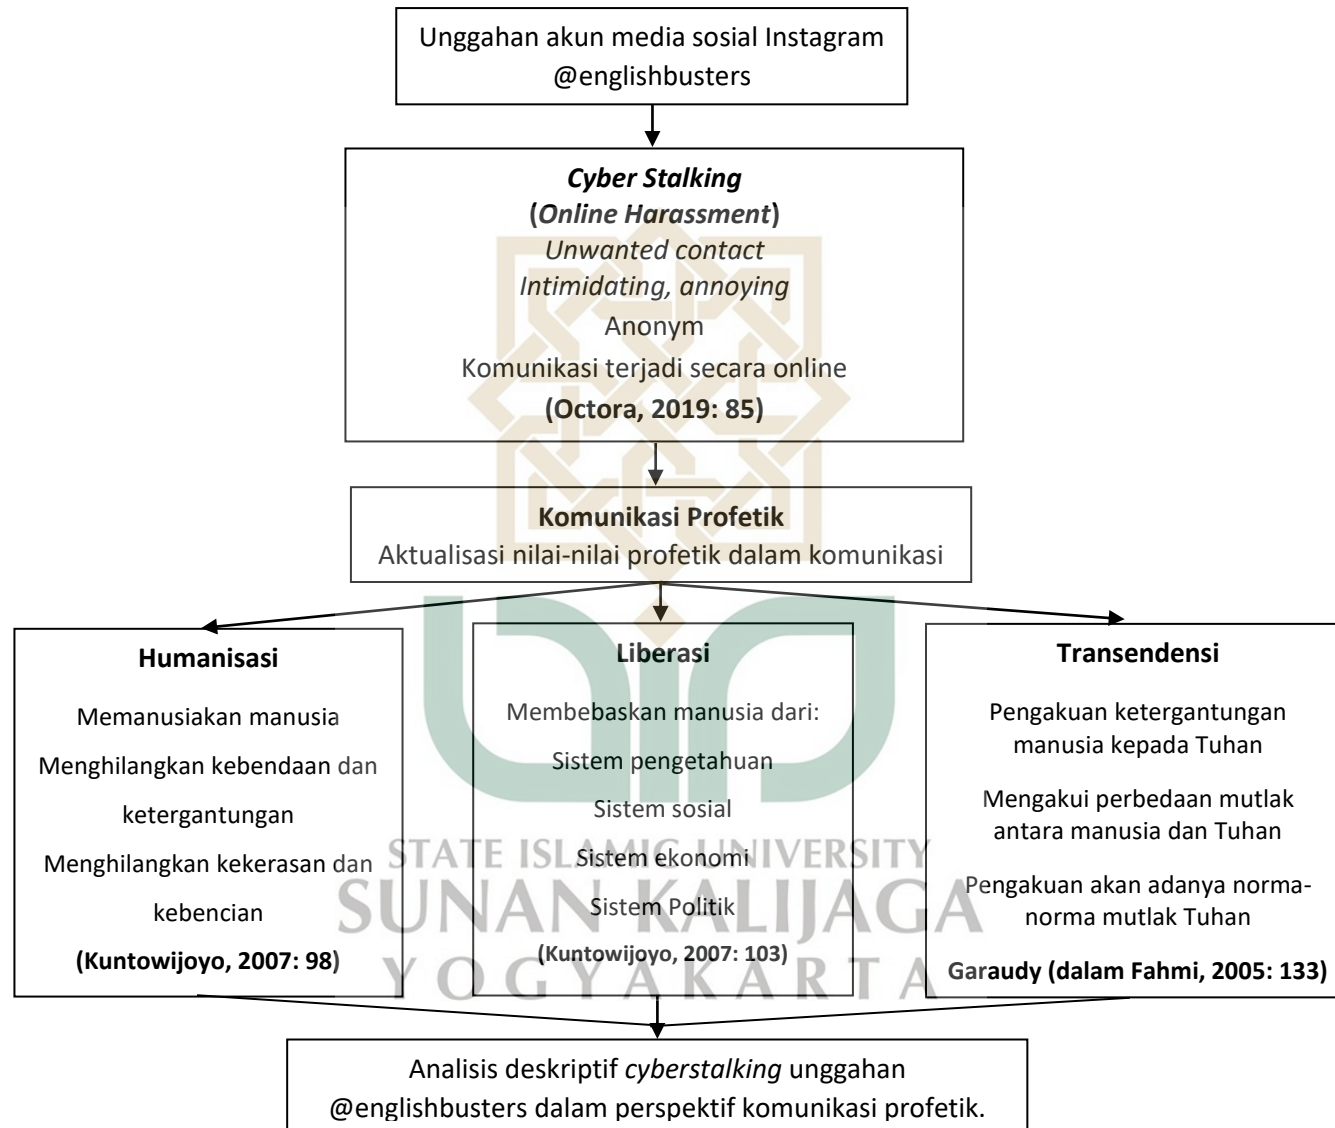 Unggahan akun media sosial Instagram
@englishbusters
Cyber Stalking
(Online Harassment)
Unwanted contact
Intimidating, annoying
Anonym
Komunikasi terjadi secara online
(Octora, 2019: 85)
Komunikasi Profetik
Aktualisasi nilai-nilai profetik dalam komunikasi
Humanisasi
Memanusiakan manusia
Menghilangkan kebendaan dan
ketergantungan
Menghilangkan kekerasan dan
kebencian
(Kuntowijoyo, 2007: 98)
Liberasi
Membebaskan manusia dari:
Sistem pengetahuan
Sistem sosial
Sistem ekonomi
Sistem Politik
(Kuntowijoyo, 2007: 103)
Transendensi
Pengakuan ketergantungan
manusia kepada Tuhan
Mengakui perbedaan mutlak
antara manusia dan Tuhan
Pengakuan akan adanya norma-
norma mutlak Tuhan
Garaudy (dalam Fahmi, 2005: 133)
STATE ISLAMIC UNIVERSITY
SUNAN KALIJAGA
YOGYAKARTA
Analisis deskriptif cyberstalking unggahan
@englishbusters dalam perspektif komunikasi profetik.